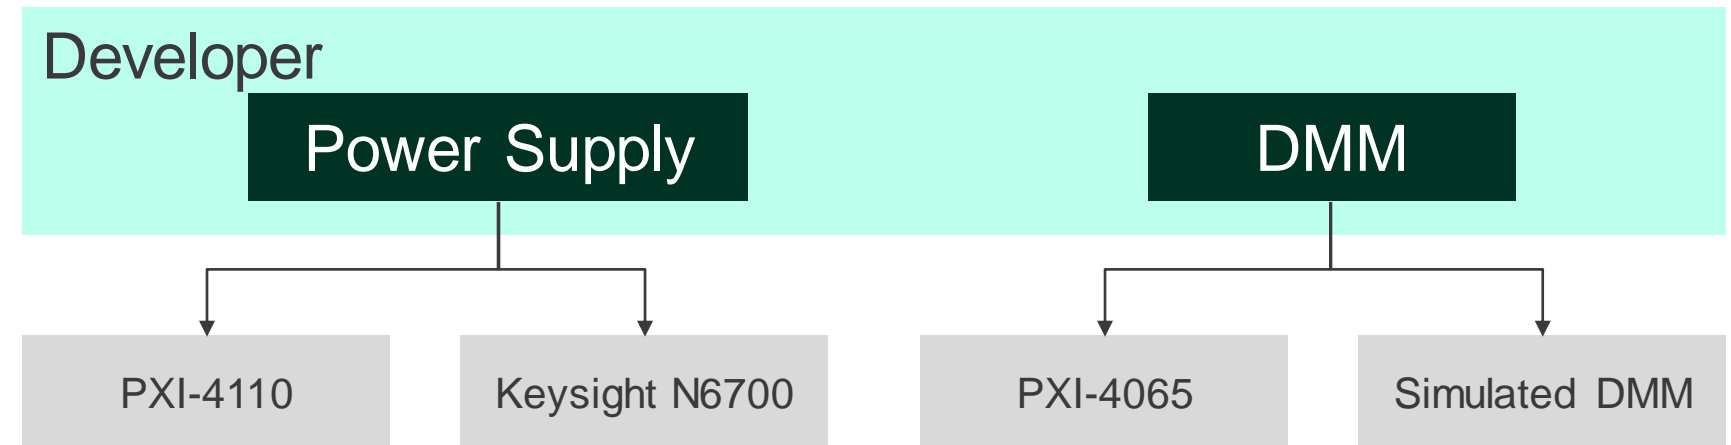 Developer
Power Supply
DMM
PXI-4110
Keysight N6700
PXI-4065
Simulated DMM